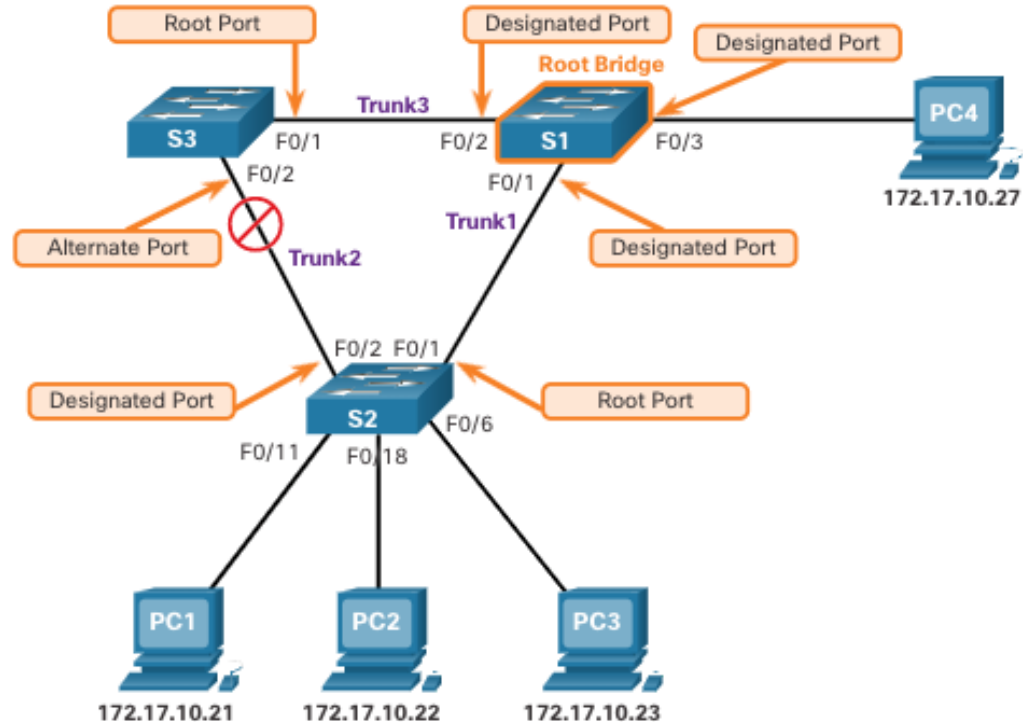 Root Port
Designated Port
Designated Port
Root Bridge
Trunk3
PC4
S3
F0/1
F0/2
S1
F0/3
F0/2
F0/1
172.17.10.27
Trunk1
Alternate Port
Designated Port
Trunk2
F0/2 F0/1
Designated Port
Root Port
S2
F0/6
F0/11
F0/18
PC1
PC2
PC3
172.17.10.21
172.17.10.22
172.17.10.23